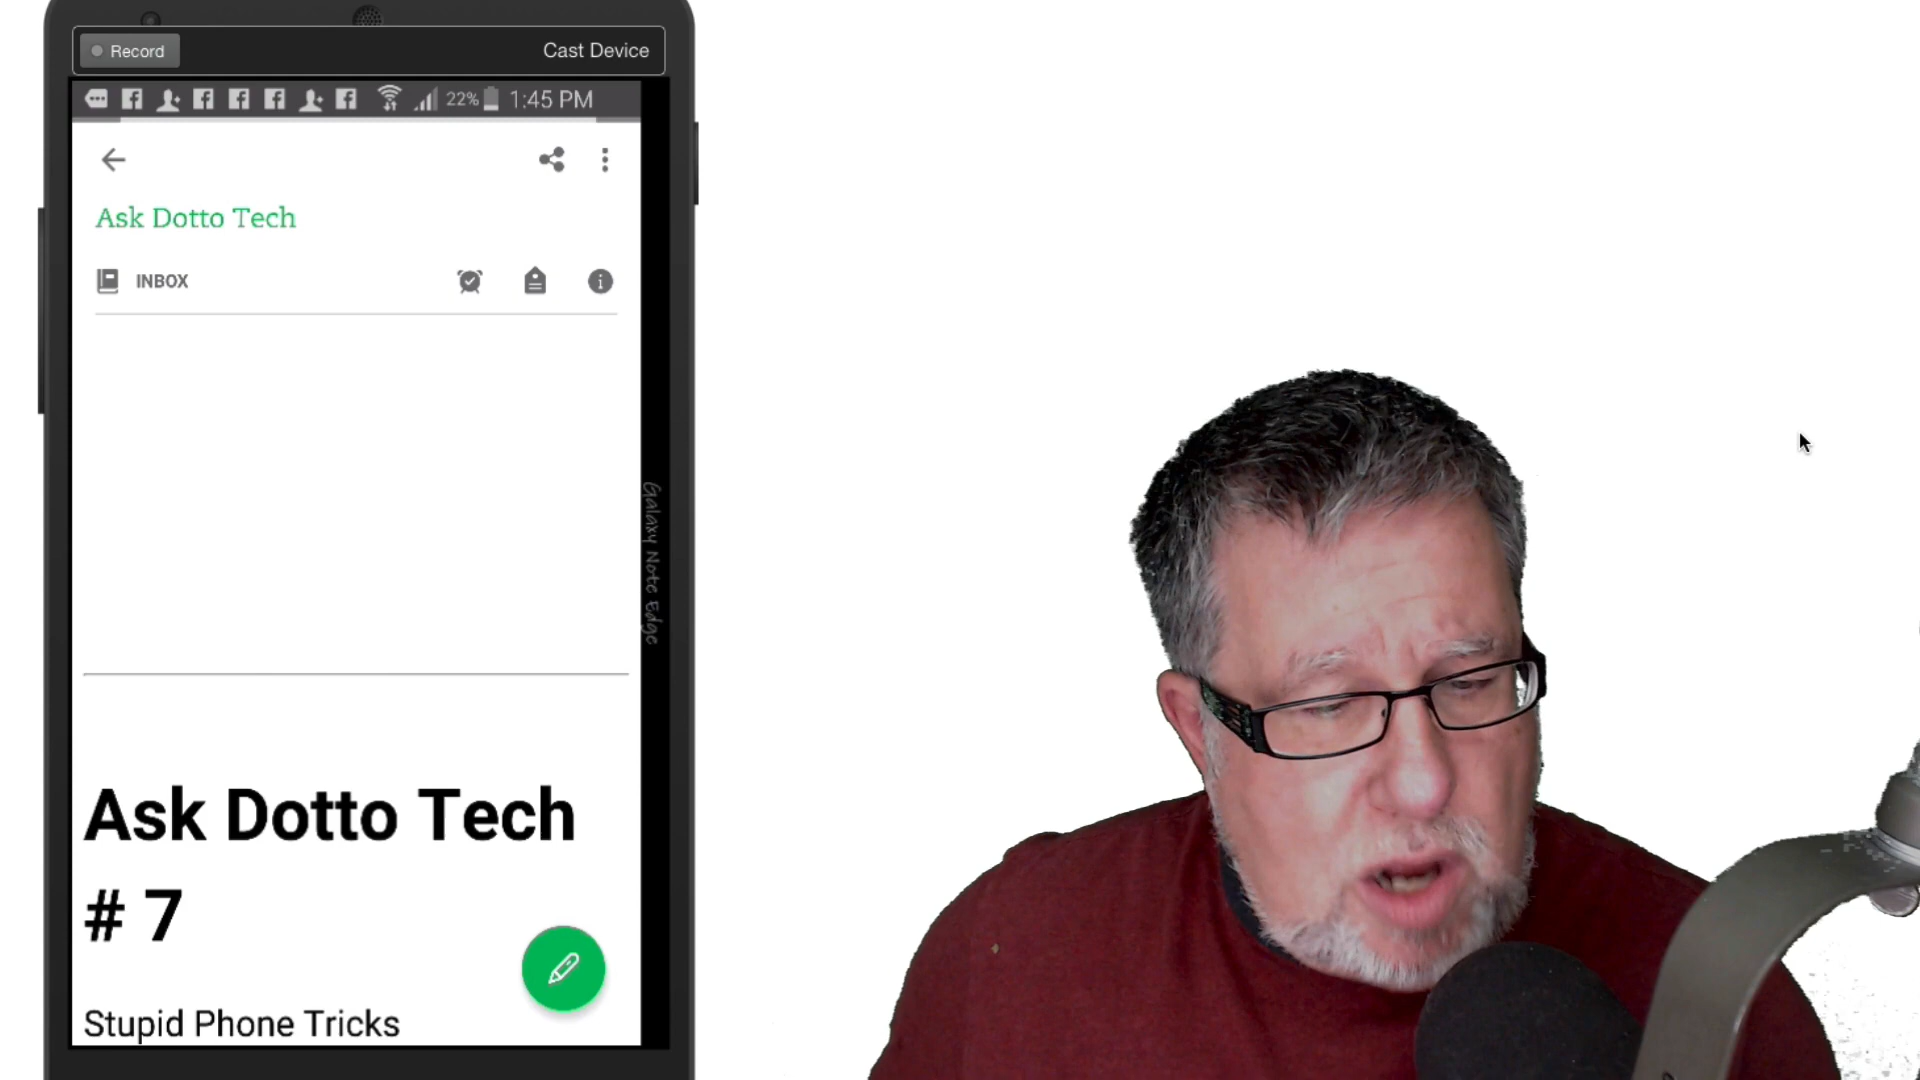 Record
Cast Device
22% 1:45 PM
Ask Dotto Tech
INBOX
Galaxy Note Edge
Ask Dotto Tech
# 7
Stupid Phone Tricks